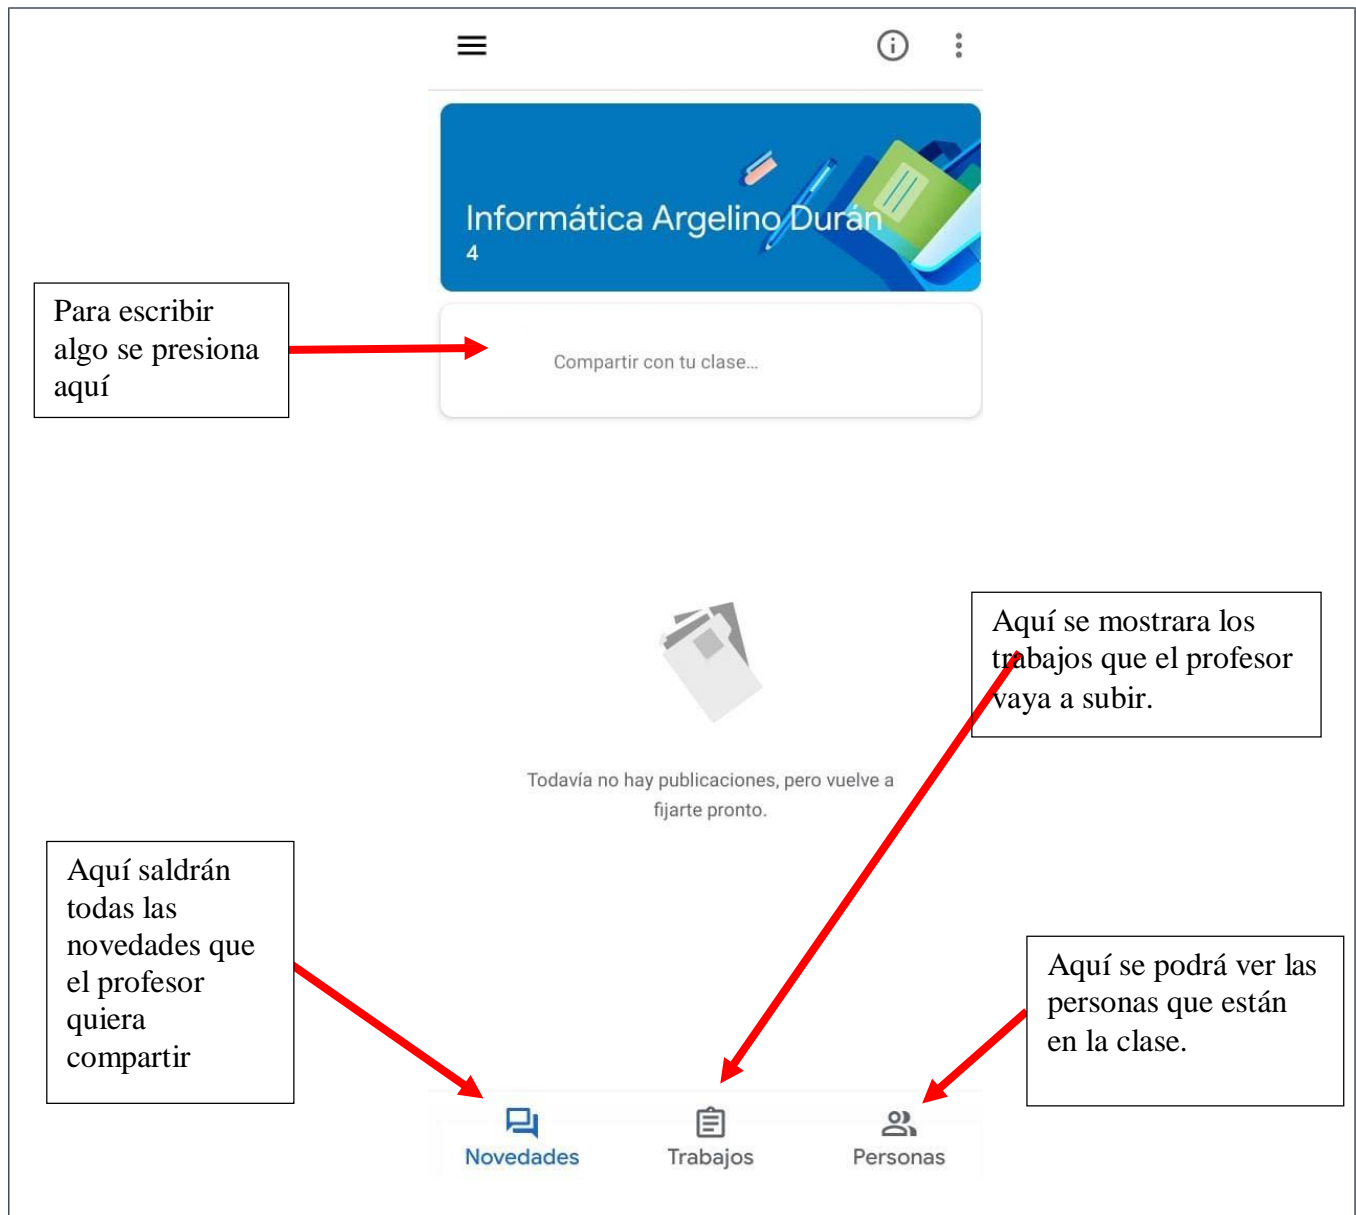 Informática Argelino Durán
4
Para escribir
algo se presiona
aquí
Compartir con tu clase...
Aquí se mostrara los
trabajos que el profesor
vaya a subir.
Todavía no hay publicaciones, pero vuelve a
fijarte pronto.
Aquí saldrán
todas las
novedades que
el profesor
quiera
compartir
Aquí se podrá ver las
personas que están
en la clase.
Novedades
Trabajos
Personas